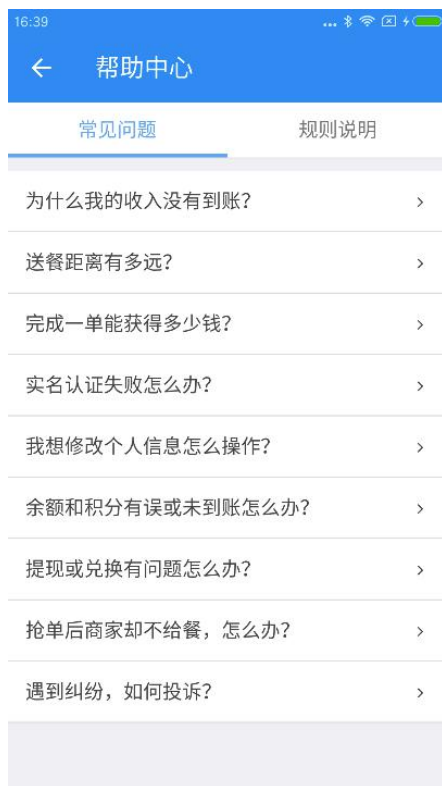 16:39
帮助中心
常见问题 规则说明
为什么我的收入没有到账？
送餐距离有多远？
完成一单能获得多少钱？
实名认证失败怎么办？
我想修改个人信息怎么操作？
余额和积分有误或未到账怎么办？
提现或兑换有问题怎么办？
抢单后商家却不给餐，怎么办？
遇到纠纷，如何投诉？